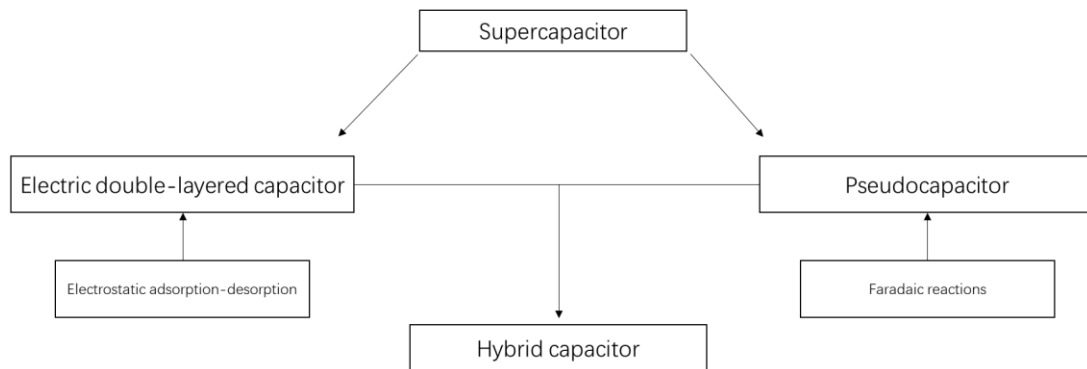 Supercapacitor
Electric double-layered capacitor
Pseudocapacitor
Electrostatic adsorption-desorption
Faradaic reactions
Hybrid capacitor